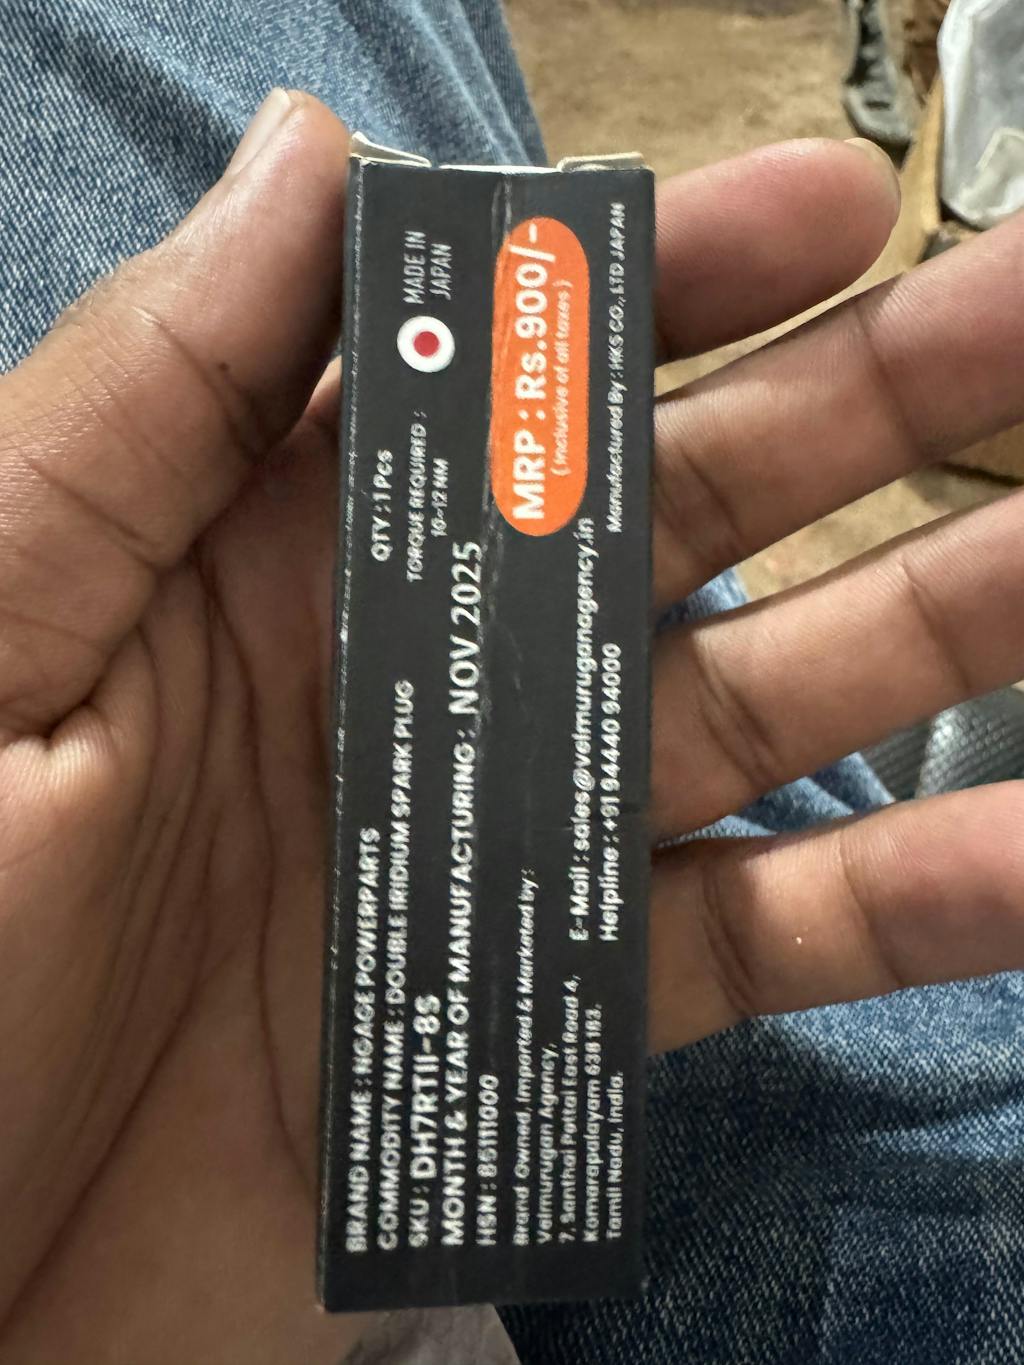 BRAND NAME : NGAGE POWERPARTS
COMMODITY NAME : DOUBLE IRIDIUM SPARK PLUG
SKU : DH7RTII-8S
MONTH & YEAR OF MANUFACTURING : NOV 2025
HSN : 85111000
QTY : 1 Pcs
TORQUE REQUIRED :
10-12 NM
MADE IN
JAPAN
MRP : Rs.900/-
( Inclusive of all taxes )
Brand Owned, Imported & Marketed by :
Velmurugan Agency,
7, Santhai Pettai East Road 4,
Komarapalayam 638 183.
Tamil Nadu, India.
E-Mail : sales@velmuruganagency.in
Helpline : +91 94440 94000
Manufactured By : HKS CO., LTD JAPAN